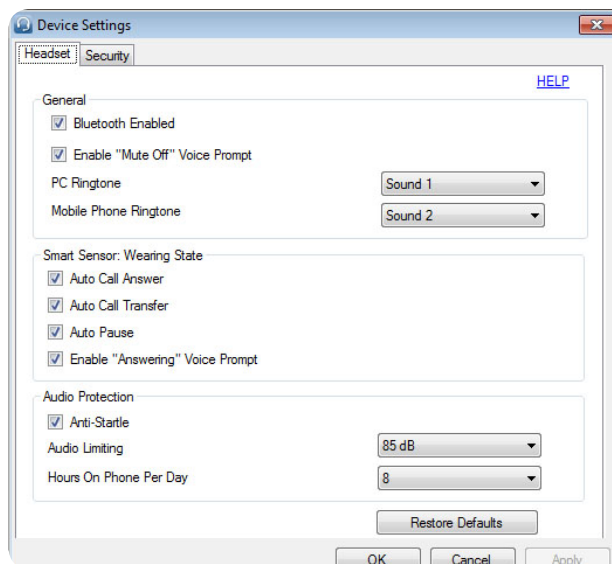 Device Settings
Headset Security
HELP
General
Bluetooth Enabled
Enable "Mute Off" Voice Prompt
PC Ringtone Sound 1
Mobile Phone Ringtone Sound 2
Smart Sensor: Wearing State
Auto Call Answer
Auto Call Transfer
Auto Pause
Enable "Answering" Voice Prompt
Audio Protection
Anti-Startle
Audio Limiting 85 dB
Hours On Phone Per Day 8
Restore Defaults
OK Cancel Apply